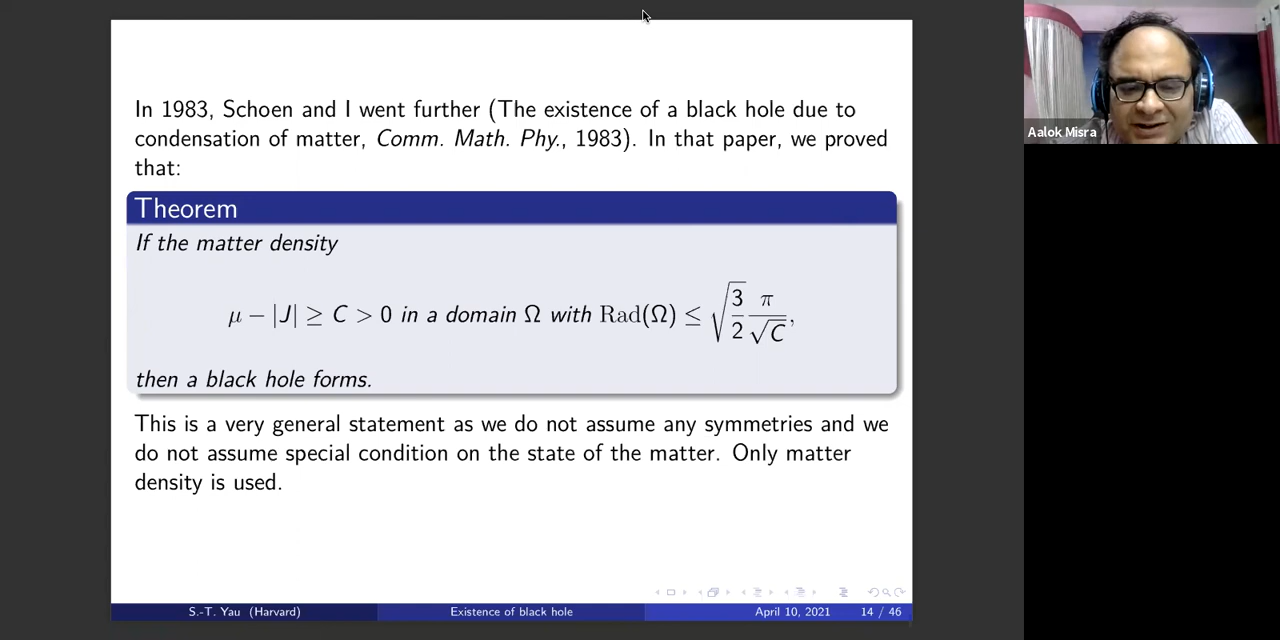 In 1983, Schoen and I went further (The existence of a black hole due to
condensation of matter, Comm. Math. Phy., 1983). In that paper, we proved
that:
Theorem
If the matter density
μ − |J| ≥ C > 0 in a domain Ω with Rad(Ω) ≤ √(3/2) π/√C,
then a black hole forms.
This is a very general statement as we do not assume any symmetries and we
do not assume special condition on the state of the matter. Only matter
density is used.
S.-T. Yau (Harvard) Existence of black hole April 10, 2021 14 / 46
Aalok Misra